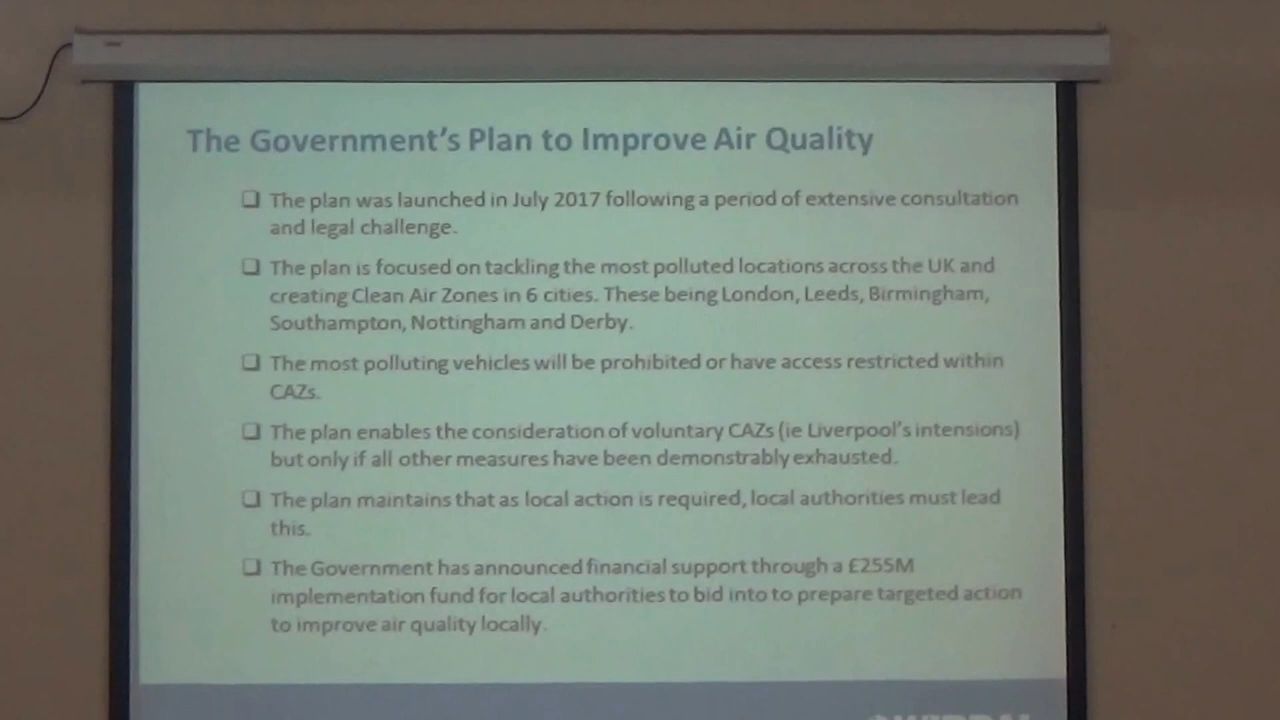 The Government's Plan to Improve Air Quality
The plan was launched in July 2017 following a period of extensive consultation
and legal challenge.
The plan is focused on tackling the most polluted locations across the UK and
creating Clean Air Zones in 6 cities. These being London, Leeds, Birmingham,
Southampton, Nottingham and Derby.
The most polluting vehicles will be prohibited or have access restricted within
CAZs.
The plan enables the consideration of voluntary CAZs (ie Liverpool's intensions)
but only if all other measures have been demonstrably exhausted.
The plan maintains that as local action is required, local authorities must lead
this.
The Government has announced financial support through a £255M
implementation fund for local authorities to bid into to prepare targeted action
to improve air quality locally.